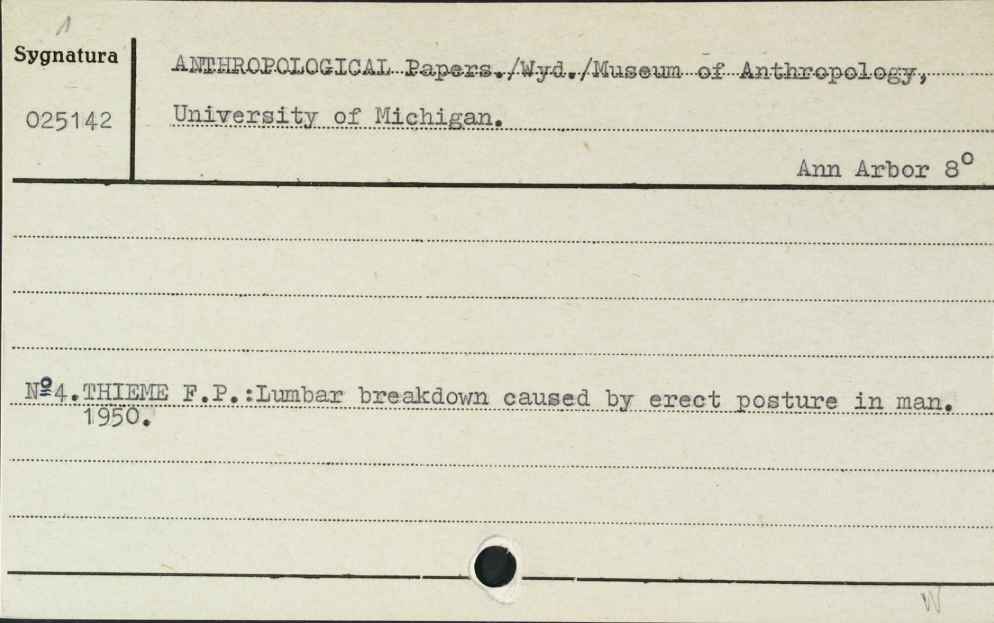 1
Sygnatura
025142
ANTHROPOLOGICAL Papers./Wyd./Museum of Anthropology,
University of Michigan.
Ann Arbor 8°
Nº4.THIEME F.P.:Lumbar breakdown caused by erect posture in man.
1950.
W